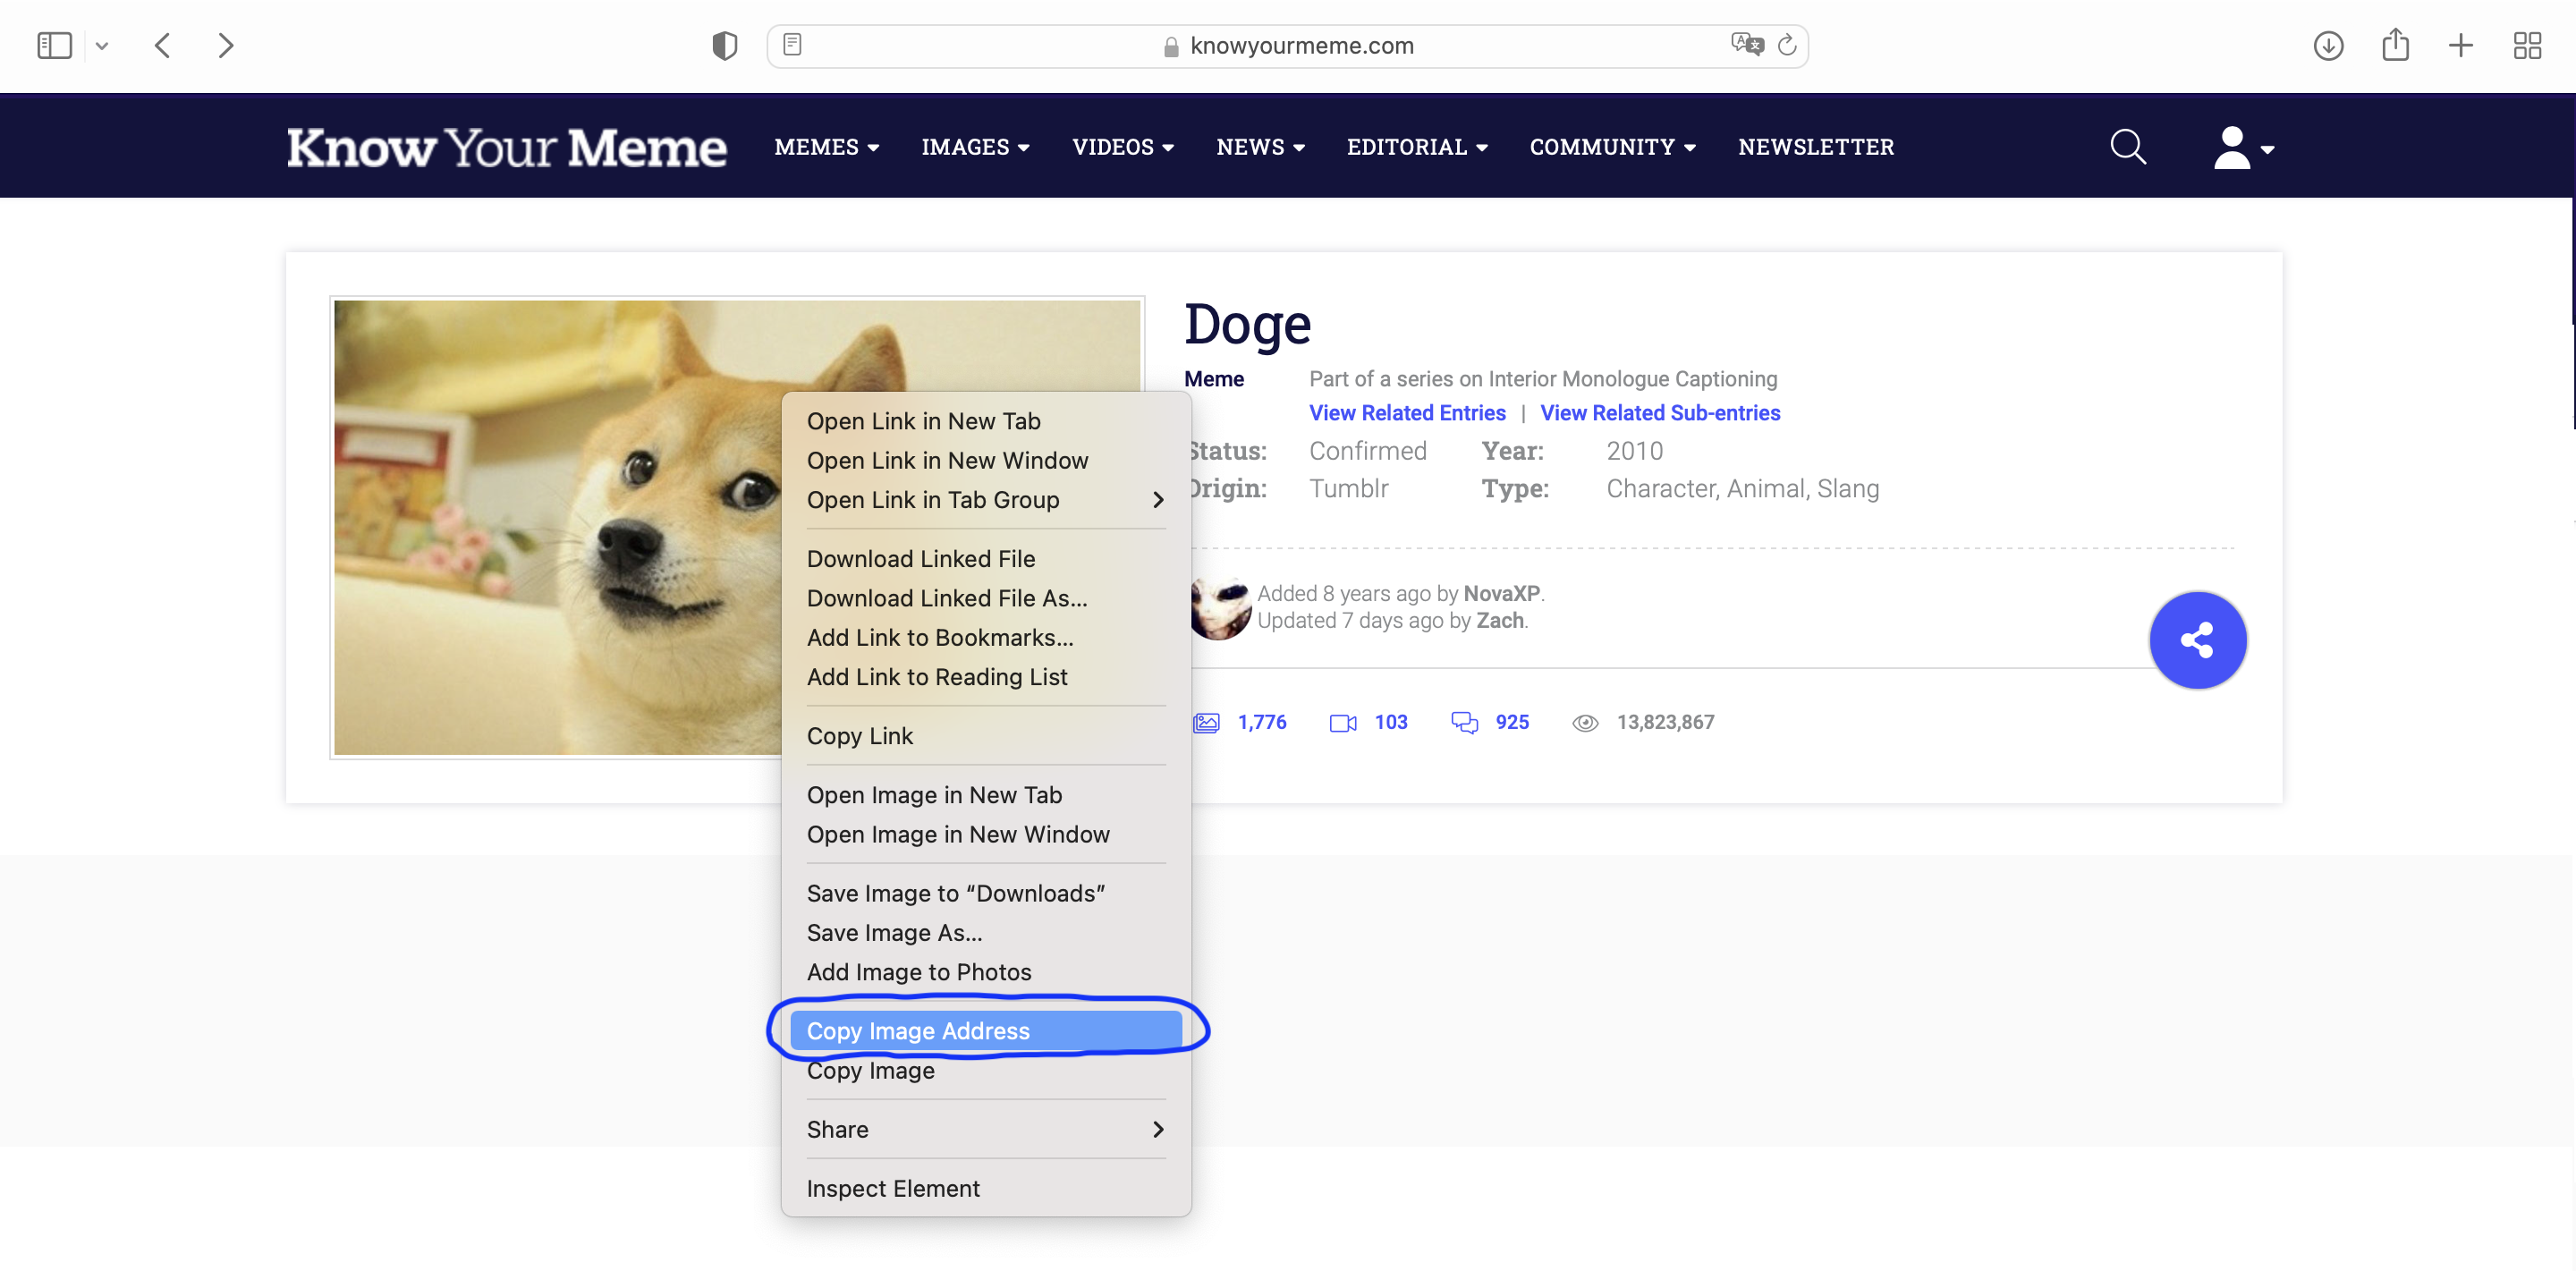 knowyourmeme.com
Know Your Meme MEMES IMAGES VIDEOS NEWS EDITORIAL COMMUNITY NEWSLETTER
Doge
Meme Part of a series on Interior Monologue Captioning
View Related Entries | View Related Sub-entries
Status: Confirmed Year: 2010
Origin: Tumblr Type: Character, Animal, Slang
Added 8 years ago by NovaXP.
Updated 7 days ago by Zach.
1,776 103 925 13,823,867
Open Link in New Tab
Open Link in New Window
Open Link in Tab Group
Download Linked File
Download Linked File As...
Add Link to Bookmarks...
Add Link to Reading List
Copy Link
Open Image in New Tab
Open Image in New Window
Save Image to “Downloads”
Save Image As...
Add Image to Photos
Copy Image Address
Copy Image
Share
Inspect Element